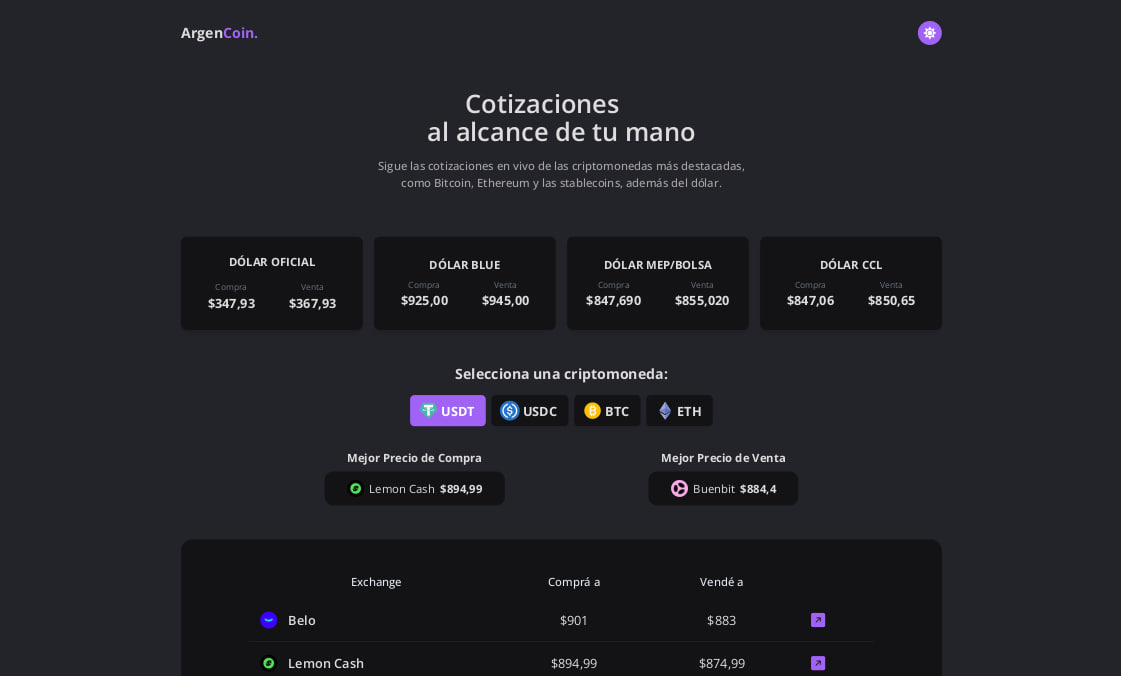 ArgenCoin.
Cotizaciones
al alcance de tu mano
Sigue las cotizaciones en vivo de las criptomonedas más destacadas,
como Bitcoin, Ethereum y las stablecoins, además del dólar.
DÓLAR OFICIAL
Compra Venta
$347,93 $367,93
DÓLAR BLUE
Compra Venta
$925,00 $945,00
DÓLAR MEP/BOLSA
Compra Venta
$847,690 $855,020
DÓLAR CCL
Compra Venta
$847,06 $850,65
Selecciona una criptomoneda:
USDT USDC BTC ETH
Mejor Precio de Compra
Lemon Cash $894,99
Mejor Precio de Venta
Buenbit $884,4
Exchange Comprá a Vendé a
Belo $901 $883
Lemon Cash $894,99 $874,99